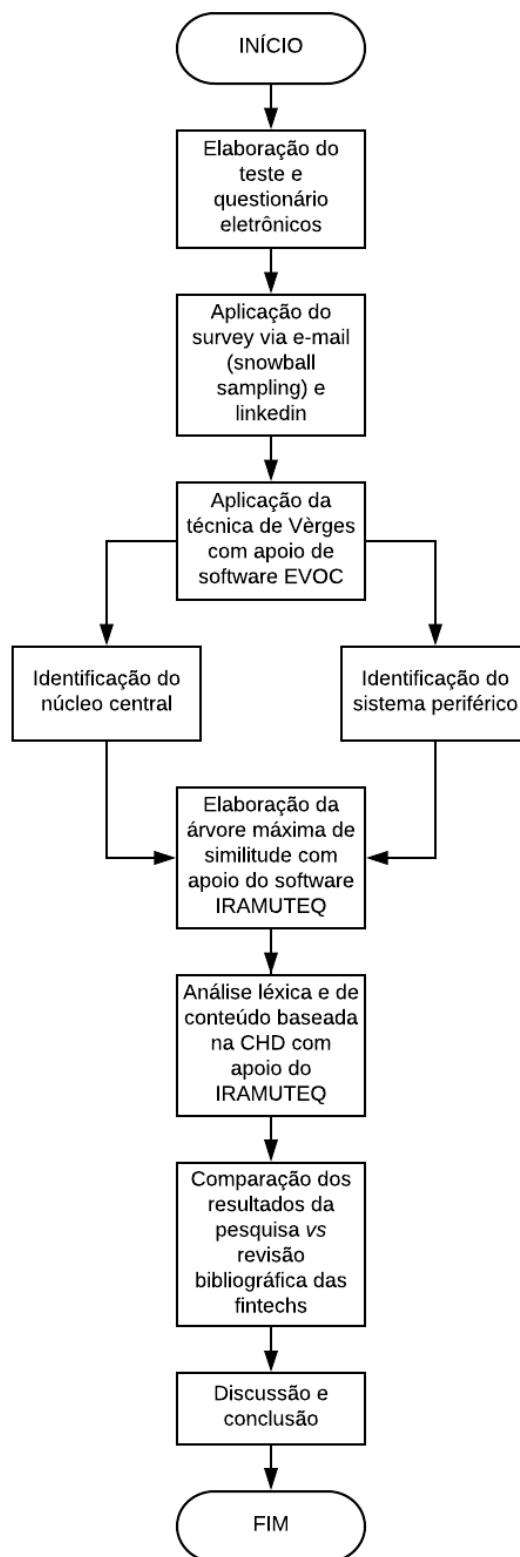 INÍCIO
Elaboração do
teste e
questionário
eletrônicos
Aplicação do
survey via e-mail
(snowball
sampling) e
linkedin
Aplicação da
técnica de Vèrges
com apoio de
software EVOC
Identificação do
núcleo central
Identificação do
sistema periférico
Elaboração da
árvore máxima de
similitude com
apoio do software
IRAMUTEQ
Análise léxica e de
conteúdo baseada
na CHD com
apoio do
IRAMUTEQ
Comparação dos
resultados da
pesquisa vs
revisão
bibliográfica das
fintechs
Discussão e
conclusão
FIM